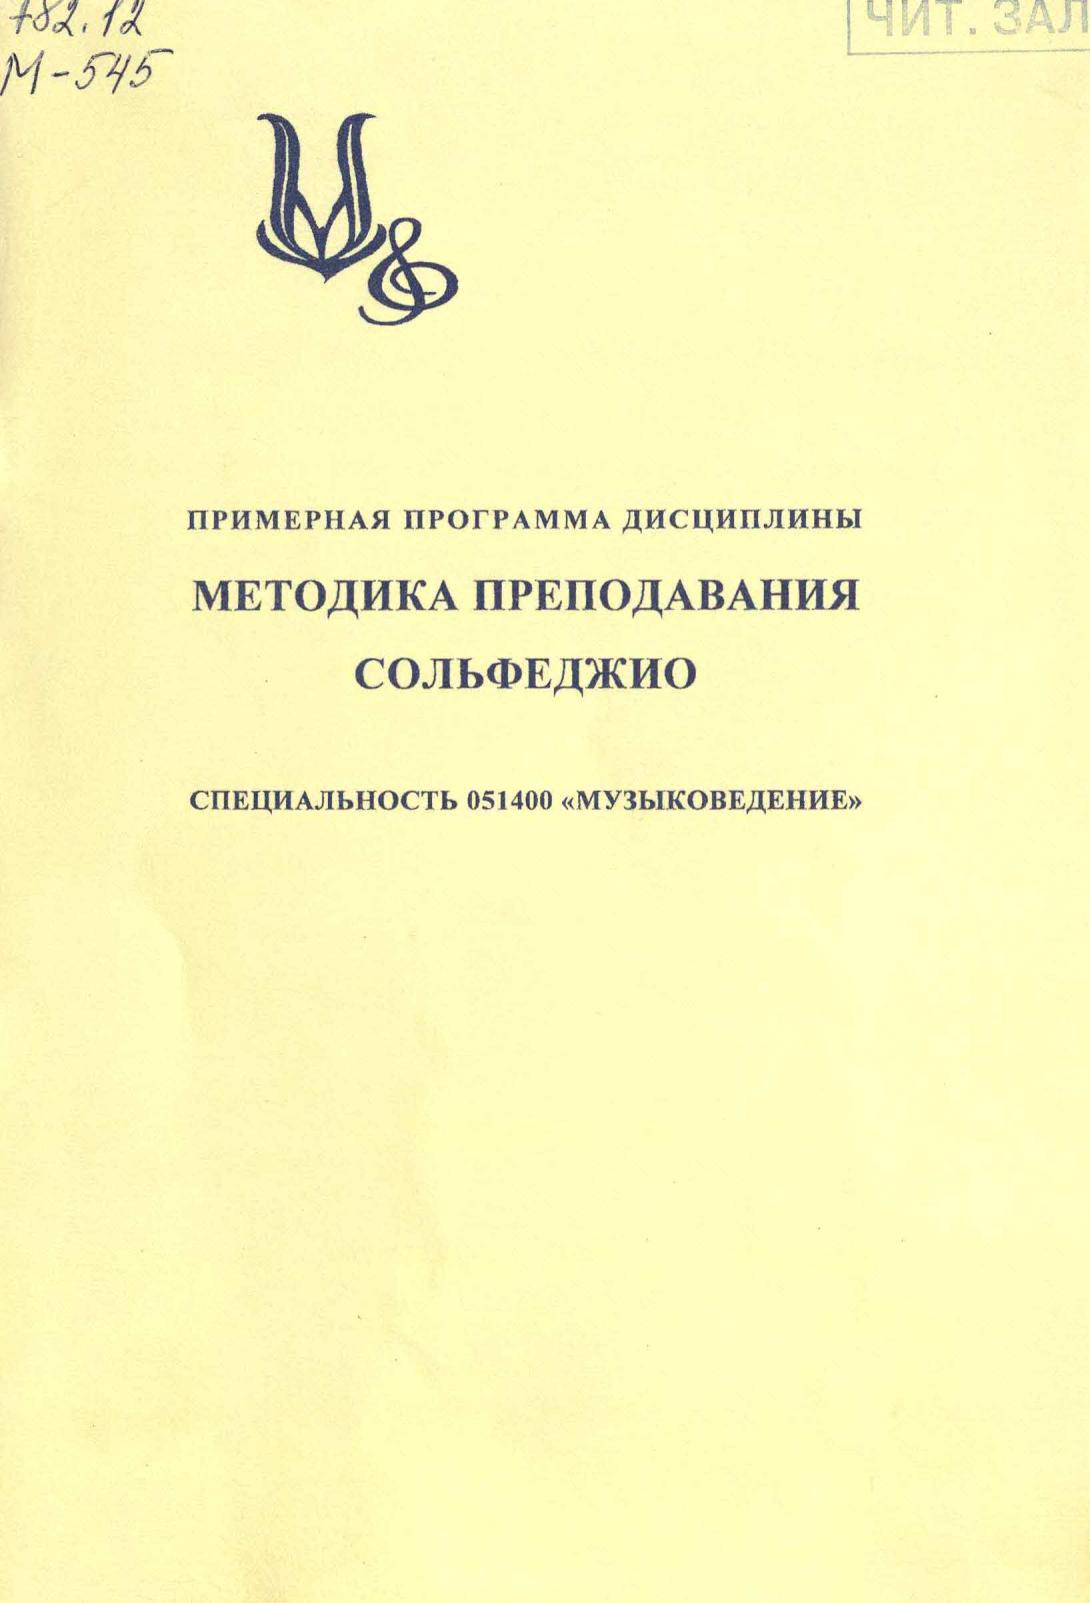 782.12
М-545
ЧИТ. ЗАЛ
ПРИМЕРНАЯ ПРОГРАММА ДИСЦИПЛИНЫ
МЕТОДИКА ПРЕПОДАВАНИЯ
СОЛЬФЕДЖИО
СПЕЦИАЛЬНОСТЬ 051400 «МУЗЫКОВЕДЕНИЕ»